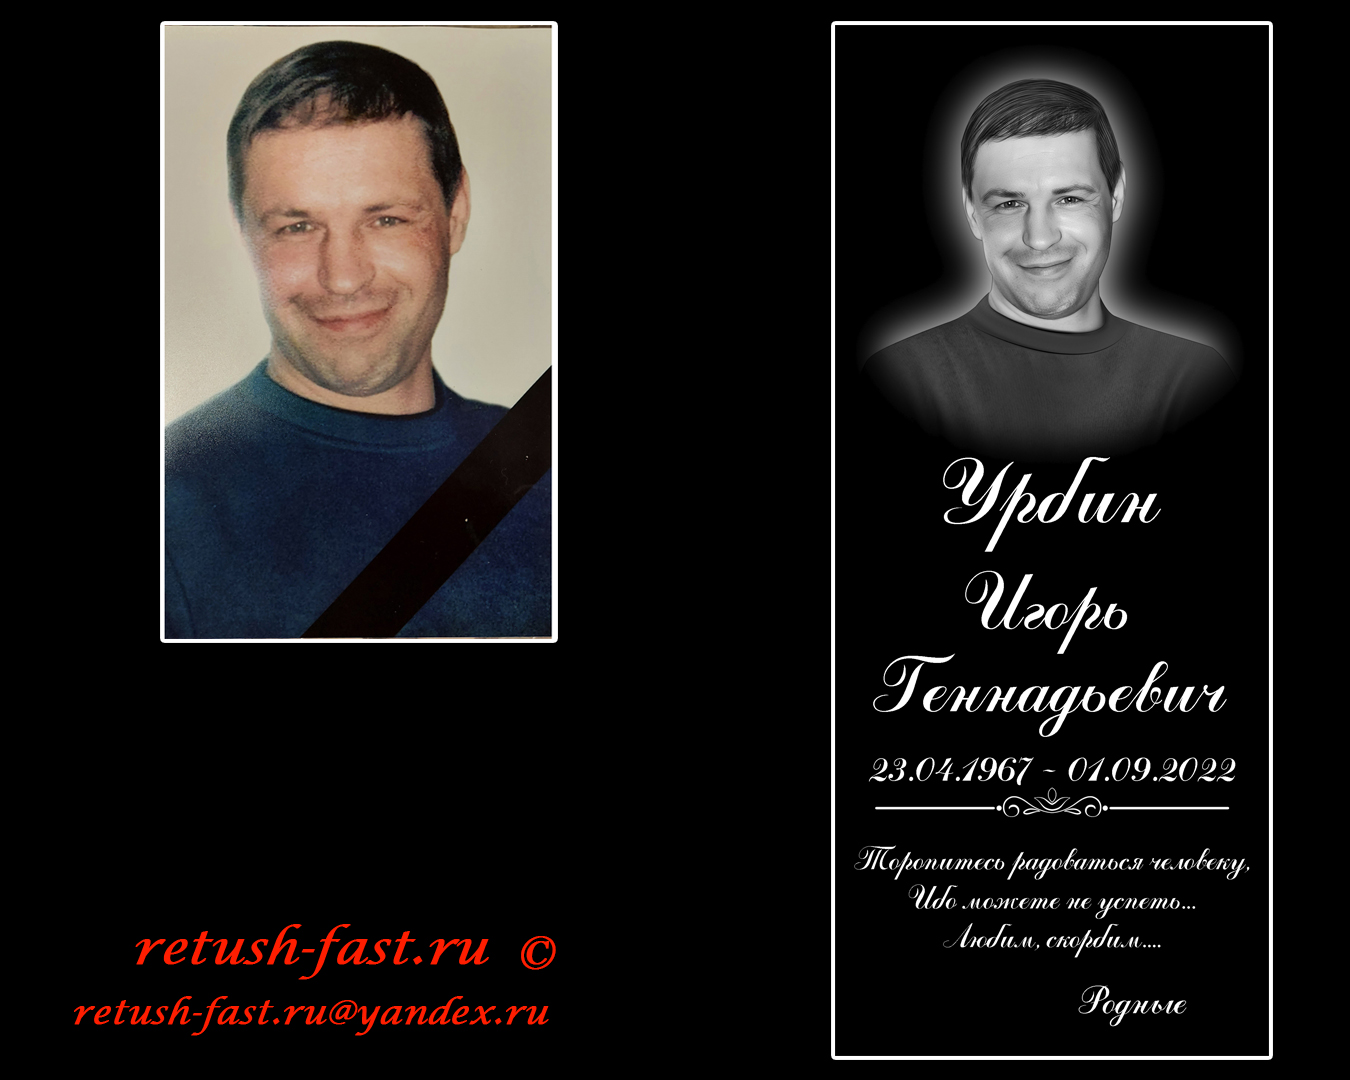 Урбин
Игорь
Геннадьевич
23.04.1967 - 01.09.2022
Торопитесь радоваться человеку,
Ибо можете не успеть...
Любим, скорбим....
Родные
retush-fast.ru ©
retush-fast.ru@yandex.ru